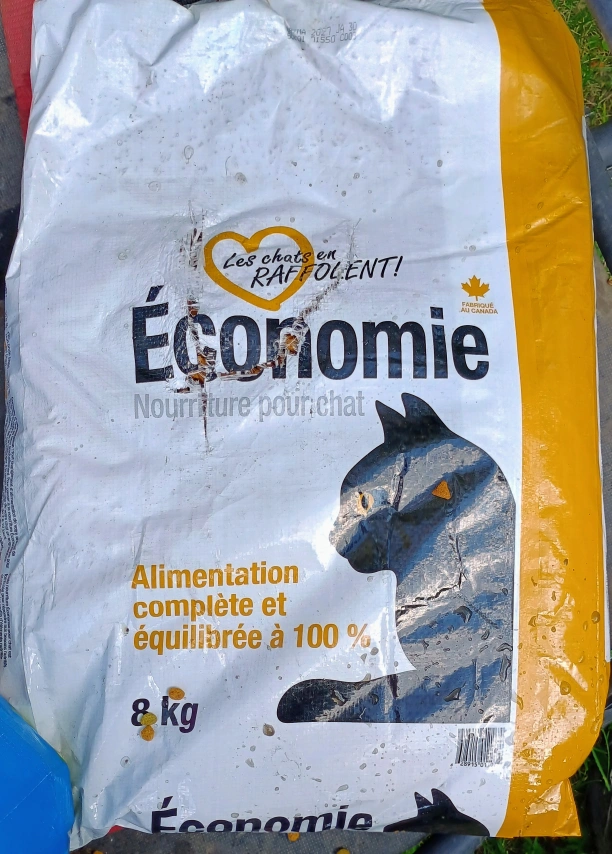 Les chats en
RAFFOLENT!
FABRIQUÉ
AU CANADA
Économie
Nourriture pour chat
Alimentation
complète et
équilibrée à 100 %
8 kg
Économie